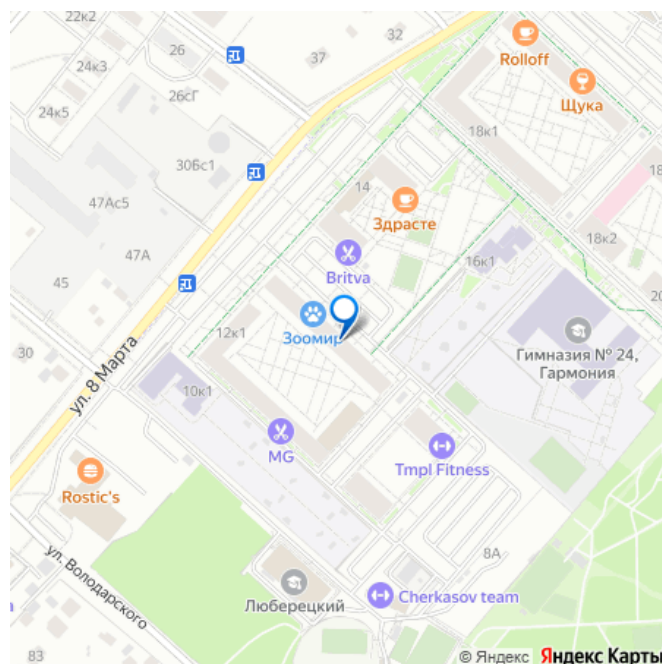 22к2
32
Rolloff
26
37
24к3
Щука
26сГ
24к5
18к1
30Бс1
47Ас5
14
18
Здрасте
18к2
47А
Britva
16к1
45
20
12к1
Зоомир
30
Гимназия № 24,
Гармония
ул. 8 Марта
10к1
MG
Tmpl Fitness
Rostic's
8А
ул. Володарского
Люберецкий
Cherkasov team
83
© Яндекс Яндекс Карты